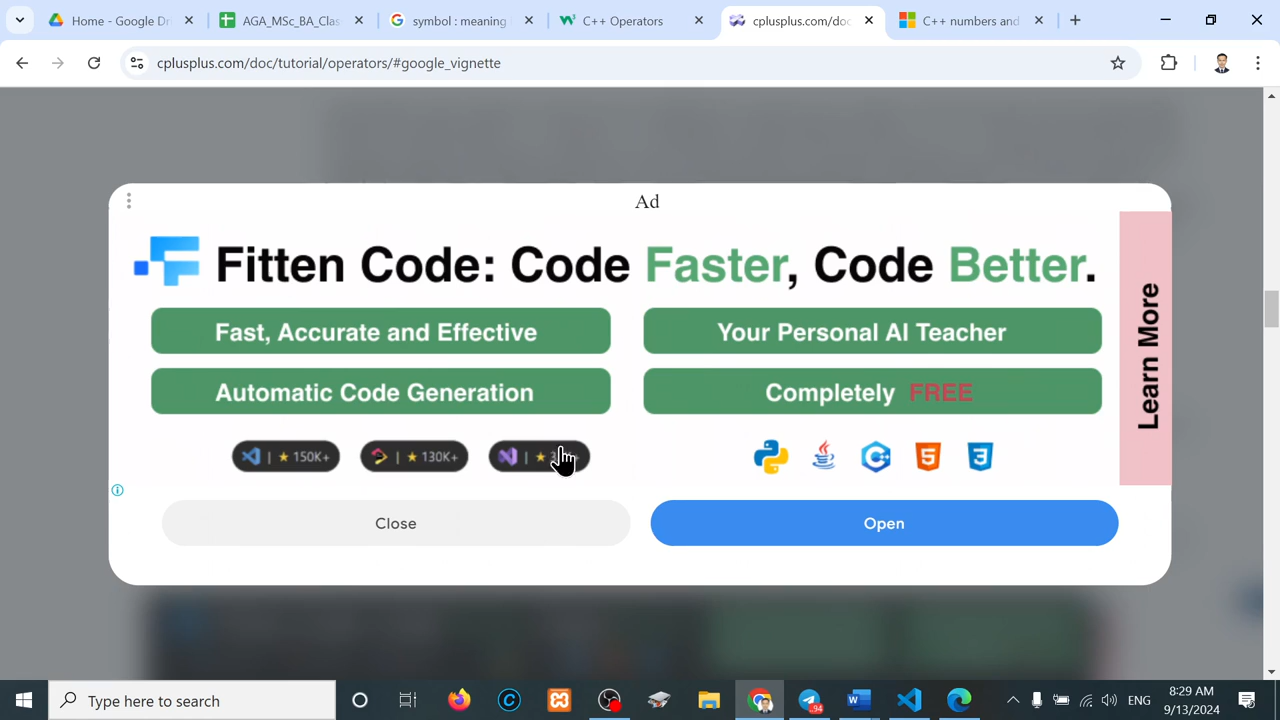 Home - Google Dri
AGA_MSc_BA_Clas
symbol : meaning
C++ Operators
cplusplus.com/doc
C++ numbers and
cplusplus.com/doc/tutorial/operators/#google_vignette
Ad
Fitten Code: Code Faster, Code Better.
Fast, Accurate and Effective
Your Personal AI Teacher
Automatic Code Generation
Completely FREE
| ★ 150K+
| ★ 130K+
Learn More
Close
Open
Type here to search
94
ENG
8:29 AM
9/13/2024